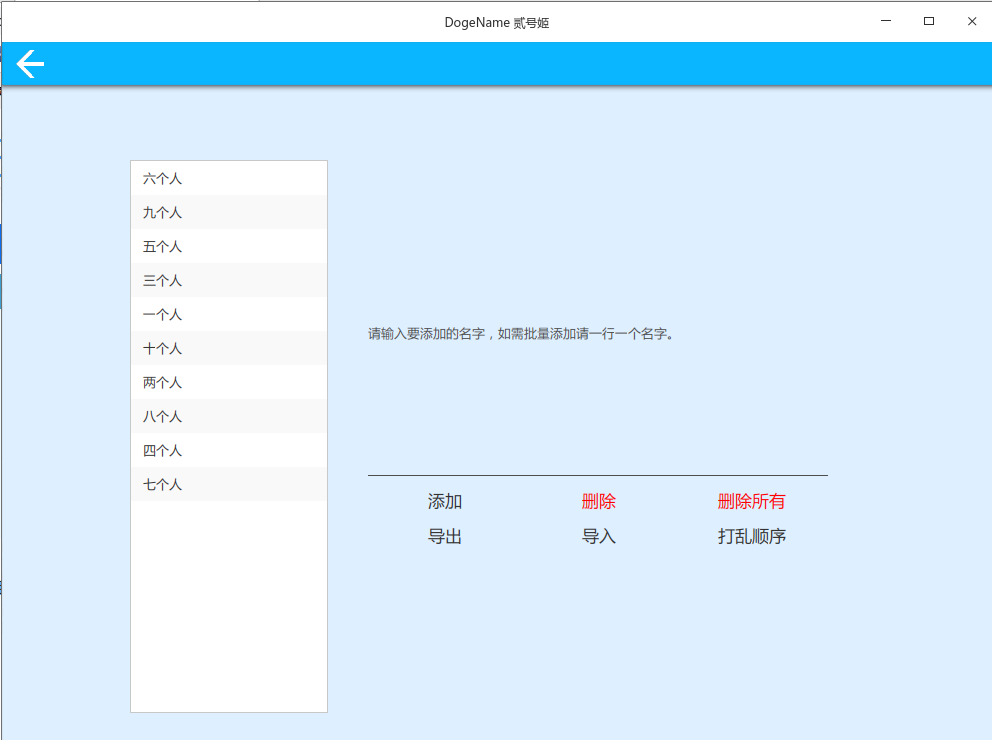 DogeName 贰号姬
六个人
九个人
五个人
三个人
一个人
十个人
两个人
八个人
四个人
七个人
请输入要添加的名字，如需批量添加请一行一个名字。
添加 删除 删除所有
导出 导入 打乱顺序